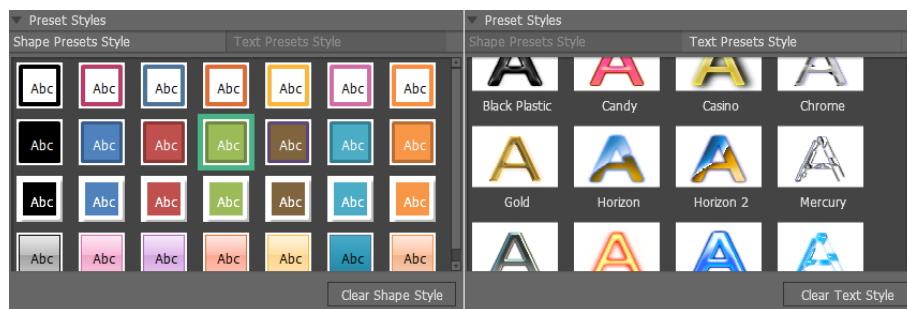 Preset Styles
Shape Presets Style Text Presets Style
Abc Abc Abc Abc Abc Abc Abc
Abc Abc Abc Abc Abc Abc Abc
Abc Abc Abc Abc Abc Abc Abc
Abc Abc Abc Abc Abc Abc Abc
Clear Shape Style
Preset Styles
Shape Presets Style Text Presets Style
A A A A
Black Plastic Candy Casino Chrome
A A A A
Gold Horizon Horizon 2 Mercury
A A A A
Clear Text Style